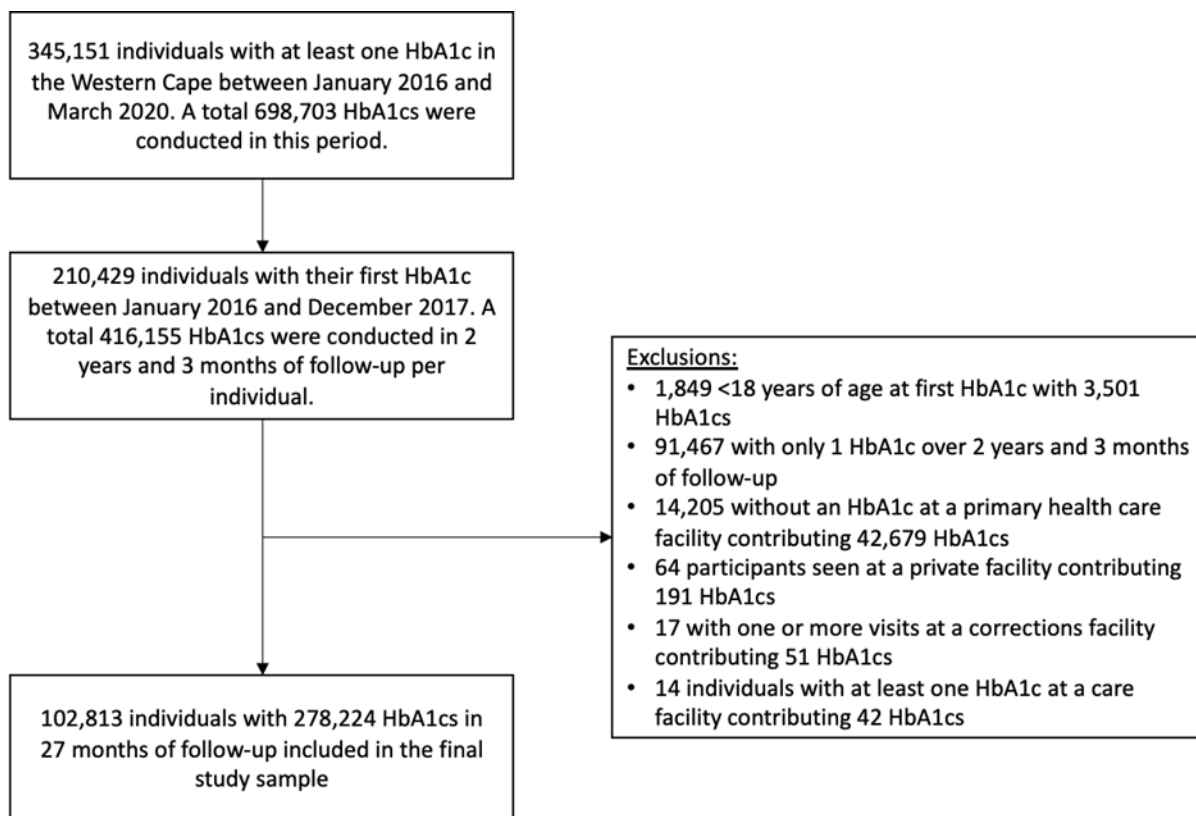 345,151 individuals with at least one HbA1c in
the Western Cape between January 2016 and
March 2020. A total 698,703 HbA1cs were
conducted in this period.
210,429 individuals with their first HbA1c
between January 2016 and December 2017. A
total 416,155 HbA1cs were conducted in 2
years and 3 months of follow-up per
individual.
Exclusions:
• 1,849 <18 years of age at first HbA1c with 3,501
HbA1cs
• 91,467 with only 1 HbA1c over 2 years and 3 months
of follow-up
• 14,205 without an HbA1c at a primary health care
facility contributing 42,679 HbA1cs
• 64 participants seen at a private facility contributing
191 HbA1cs
• 17 with one or more visits at a corrections facility
contributing 51 HbA1cs
• 14 individuals with at least one HbA1c at a care
facility contributing 42 HbA1cs
102,813 individuals with 278,224 HbA1cs in
27 months of follow-up included in the final
study sample